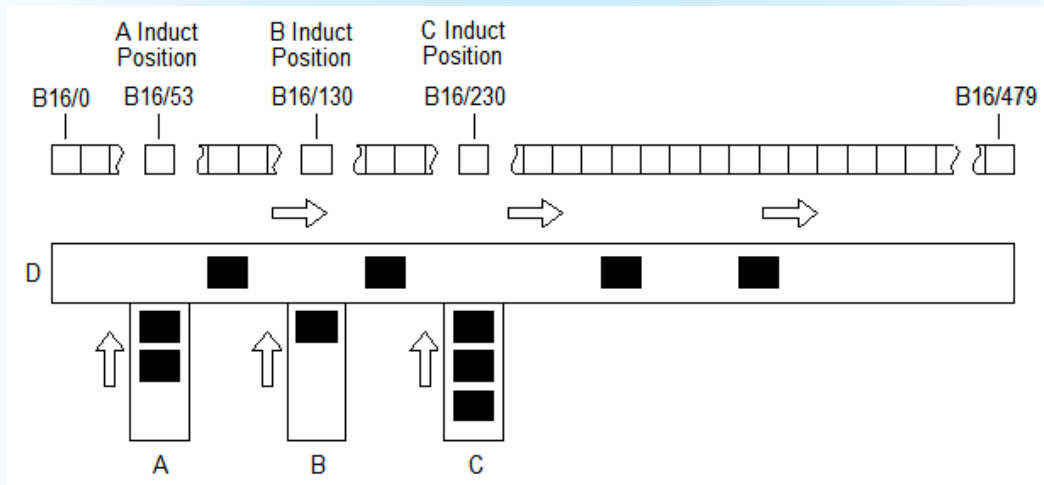 A Induct
Position
B Induct
Position
C Induct
Position
B16/0
B16/53
B16/130
B16/230
B16/479
D
A
B
C